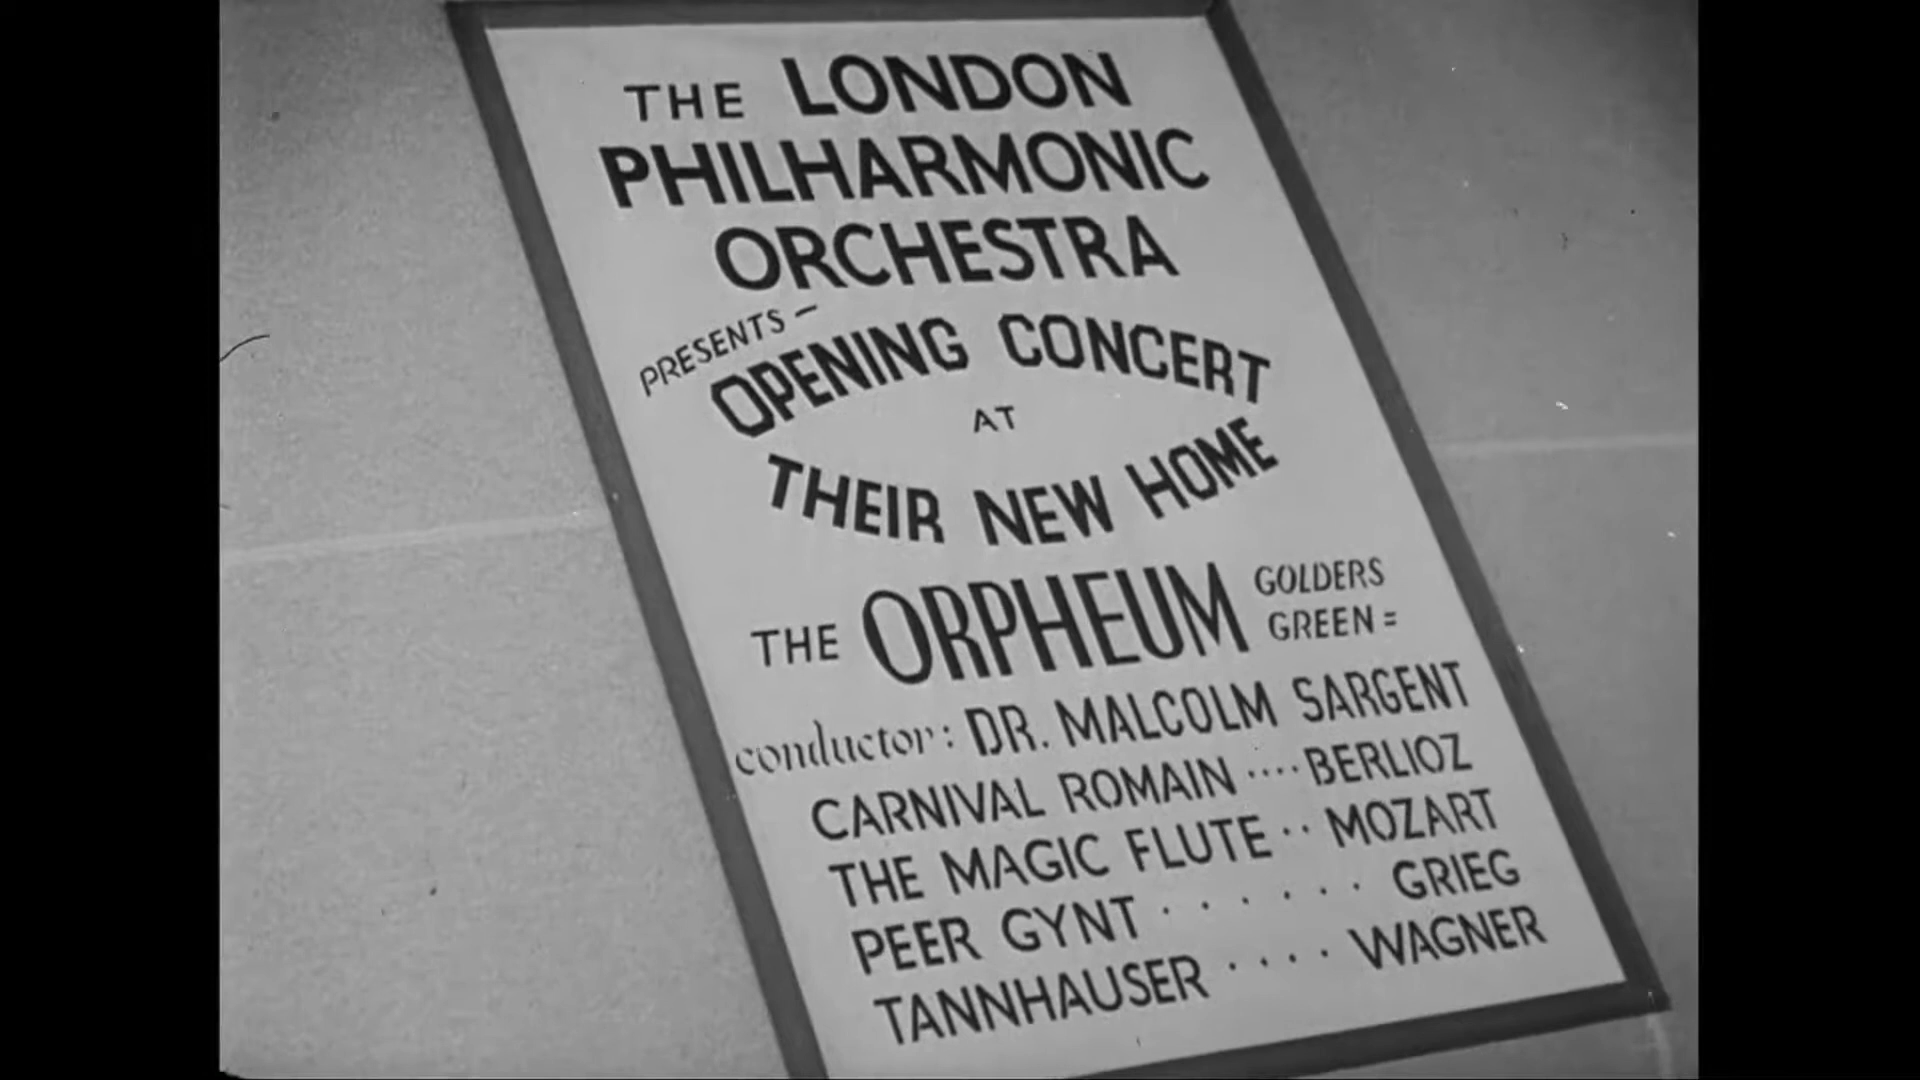 THE LONDON
PHILHARMONIC
ORCHESTRA
PRESENTS –
OPENING CONCERT
AT
THEIR NEW HOME
THE ORPHEUM GOLDERS
GREEN =
conductor: DR. MALCOLM SARGENT
CARNIVAL ROMAIN .... BERLIOZ
THE MAGIC FLUTE .. MOZART
PEER GYNT ...... GRIEG
TANNHAUSER .... WAGNER